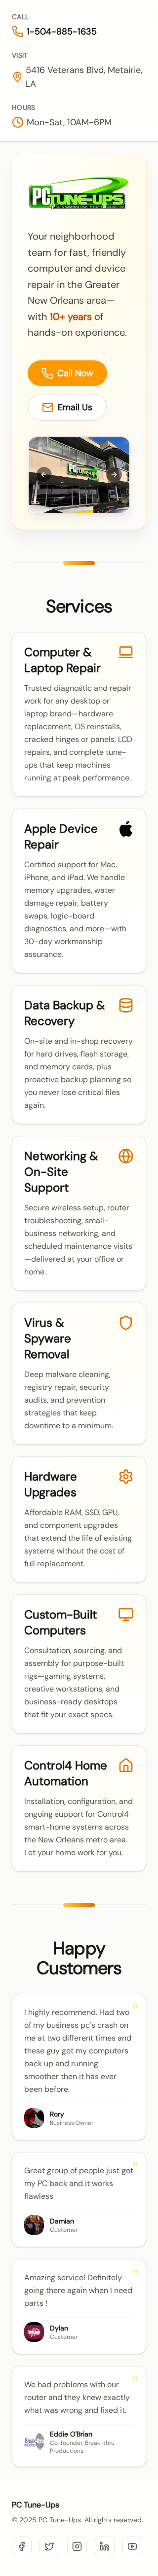 CALL
1-504-885-1635
VISIT
5416 Veterans Blvd, Metairie,
LA
HOURS
Mon-Sat, 10AM-6PM
PC TUNE-UPS
Your neighborhood
team for fast, friendly
computer and device
repair in the Greater
New Orleans area—
with 10+ years of
hands-on experience.
Call Now
Email Us
Services
Computer &
Laptop Repair
Trusted diagnostic and repair
work for any desktop or
laptop brand—hardware
replacement, OS reinstalls,
cracked hinges or panels, LCD
repairs, and complete tune-
ups that keep machines
running at peak performance.
Apple Device
Repair
Certified support for Mac,
iPhone, and iPad. We handle
memory upgrades, water
damage repair, battery
swaps, logic-board
diagnostics, and more—with
30-day workmanship
assurance.
Data Backup &
Recovery
On-site and in-shop recovery
for hard drives, flash storage,
and memory cards, plus
proactive backup planning so
you never lose critical files
again.
Networking &
On-Site
Support
Secure wireless setup, router
troubleshooting, small-
business networking, and
scheduled maintenance visits
—delivered at your office or
home.
Virus &
Spyware
Removal
Deep malware cleaning,
registry repair, security
audits, and prevention
strategies that keep
downtime to a minimum.
Hardware
Upgrades
Affordable RAM, SSD, GPU,
and component upgrades
that extend the life of existing
systems without the cost of
full replacement.
Custom-Built
Computers
Consultation, sourcing, and
assembly for purpose-built
rigs—gaming systems,
creative workstations, and
business-ready desktops
that fit your exact specs.
Control4 Home
Automation
Installation, configuration, and
ongoing support for Control4
smart-home systems across
the New Orleans metro area.
Let your home work for you.
Happy
Customers
I highly recommend. Had two
of my business pc's crash on
me at two different times and
these guy got my computers
back up and running
smoother then it has ever
been before.
Rory
Business Owner
Great group of people just got
my PC back and it works
flawless
Damian
Customer
Amazing service! Definitely
going there again when I need
parts !
Dylan
Customer
We had problems with our
router and they knew exactly
what was wrong and fixed it.
Eddie O'Brian
Co-founder, Break-thru
Productions
PC Tune-Ups
© 2025 PC Tune-Ups. All rights reserved.